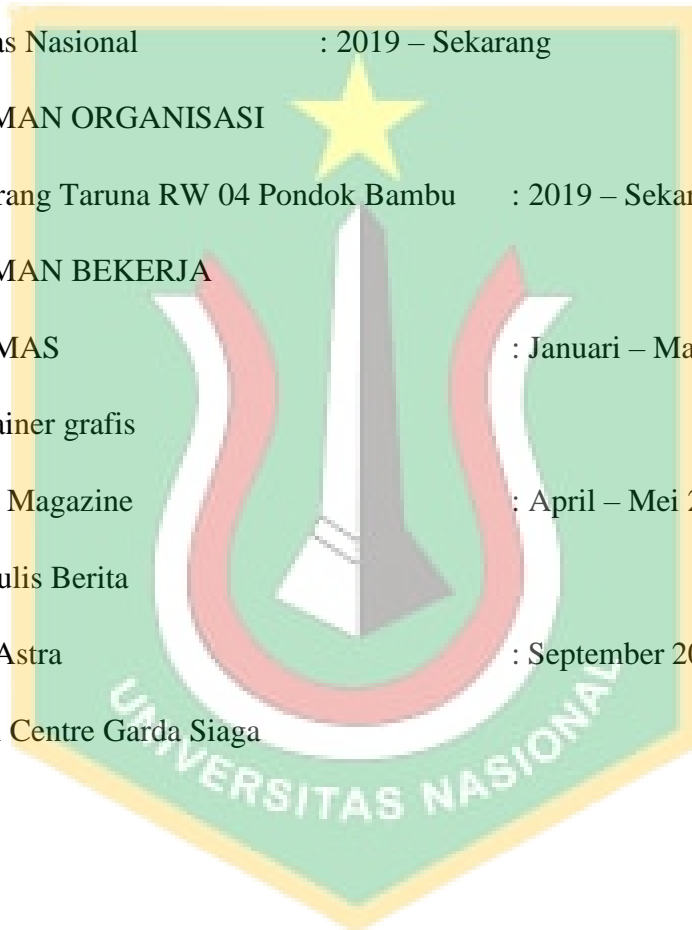 as Nasional : 2019 – Sekarang
MAN ORGANISASI
rang Taruna RW 04 Pondok Bambu : 2019 – Sekar
MAN BEKERJA
MAS : Januari – Ma
ainer grafis
Magazine : April – Mei 2
ulis Berita
Astra : September 20
Centre Garda Siaga
UNIVERSITAS NASIONAL